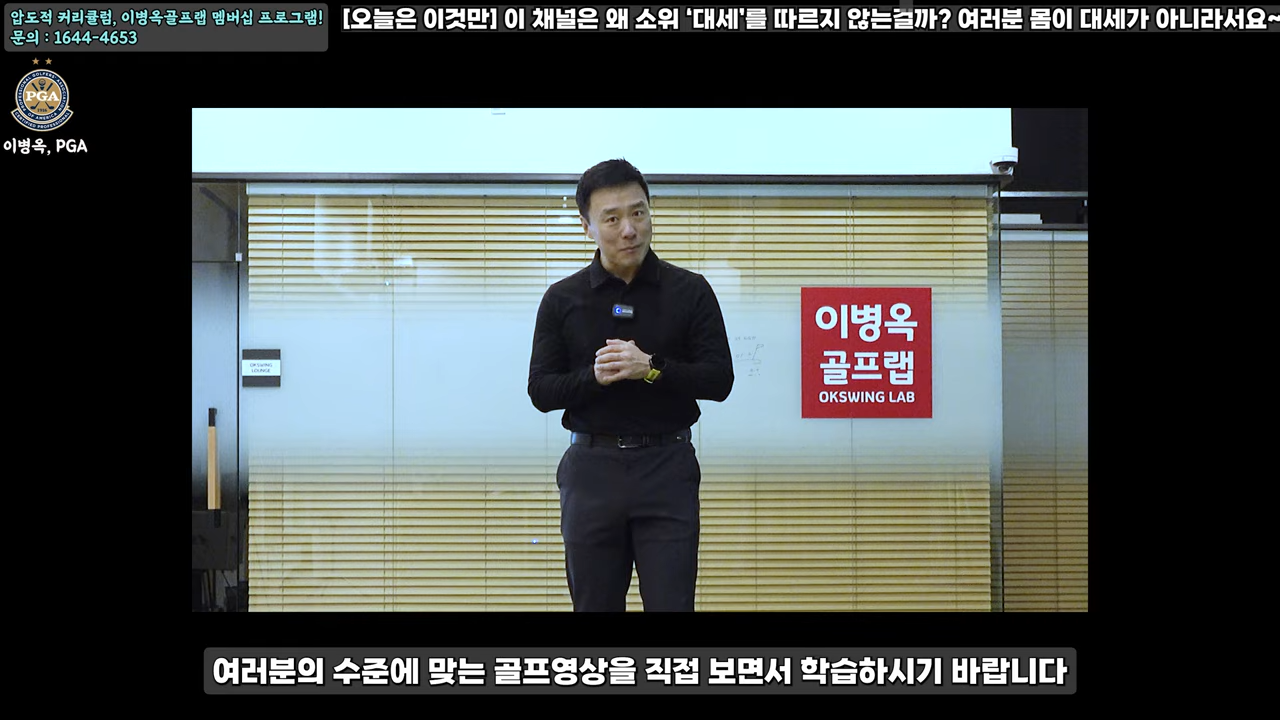 압도적 커리큘럼, 이병옥골프랩 멤버십 프로그램!
문의 : 1644-4653
[오늘은 이것만] 이 채널은 왜 소위 '대세'를 따르지 않는걸까? 여러분 몸이 대세가 아니라서요~
PGA
이병옥, PGA
이병옥
골프랩
OKSWING LAB
OKSWING
LOUNGE
여러분의 수준에 맞는 골프영상을 직접 보면서 학습하시기 바랍니다